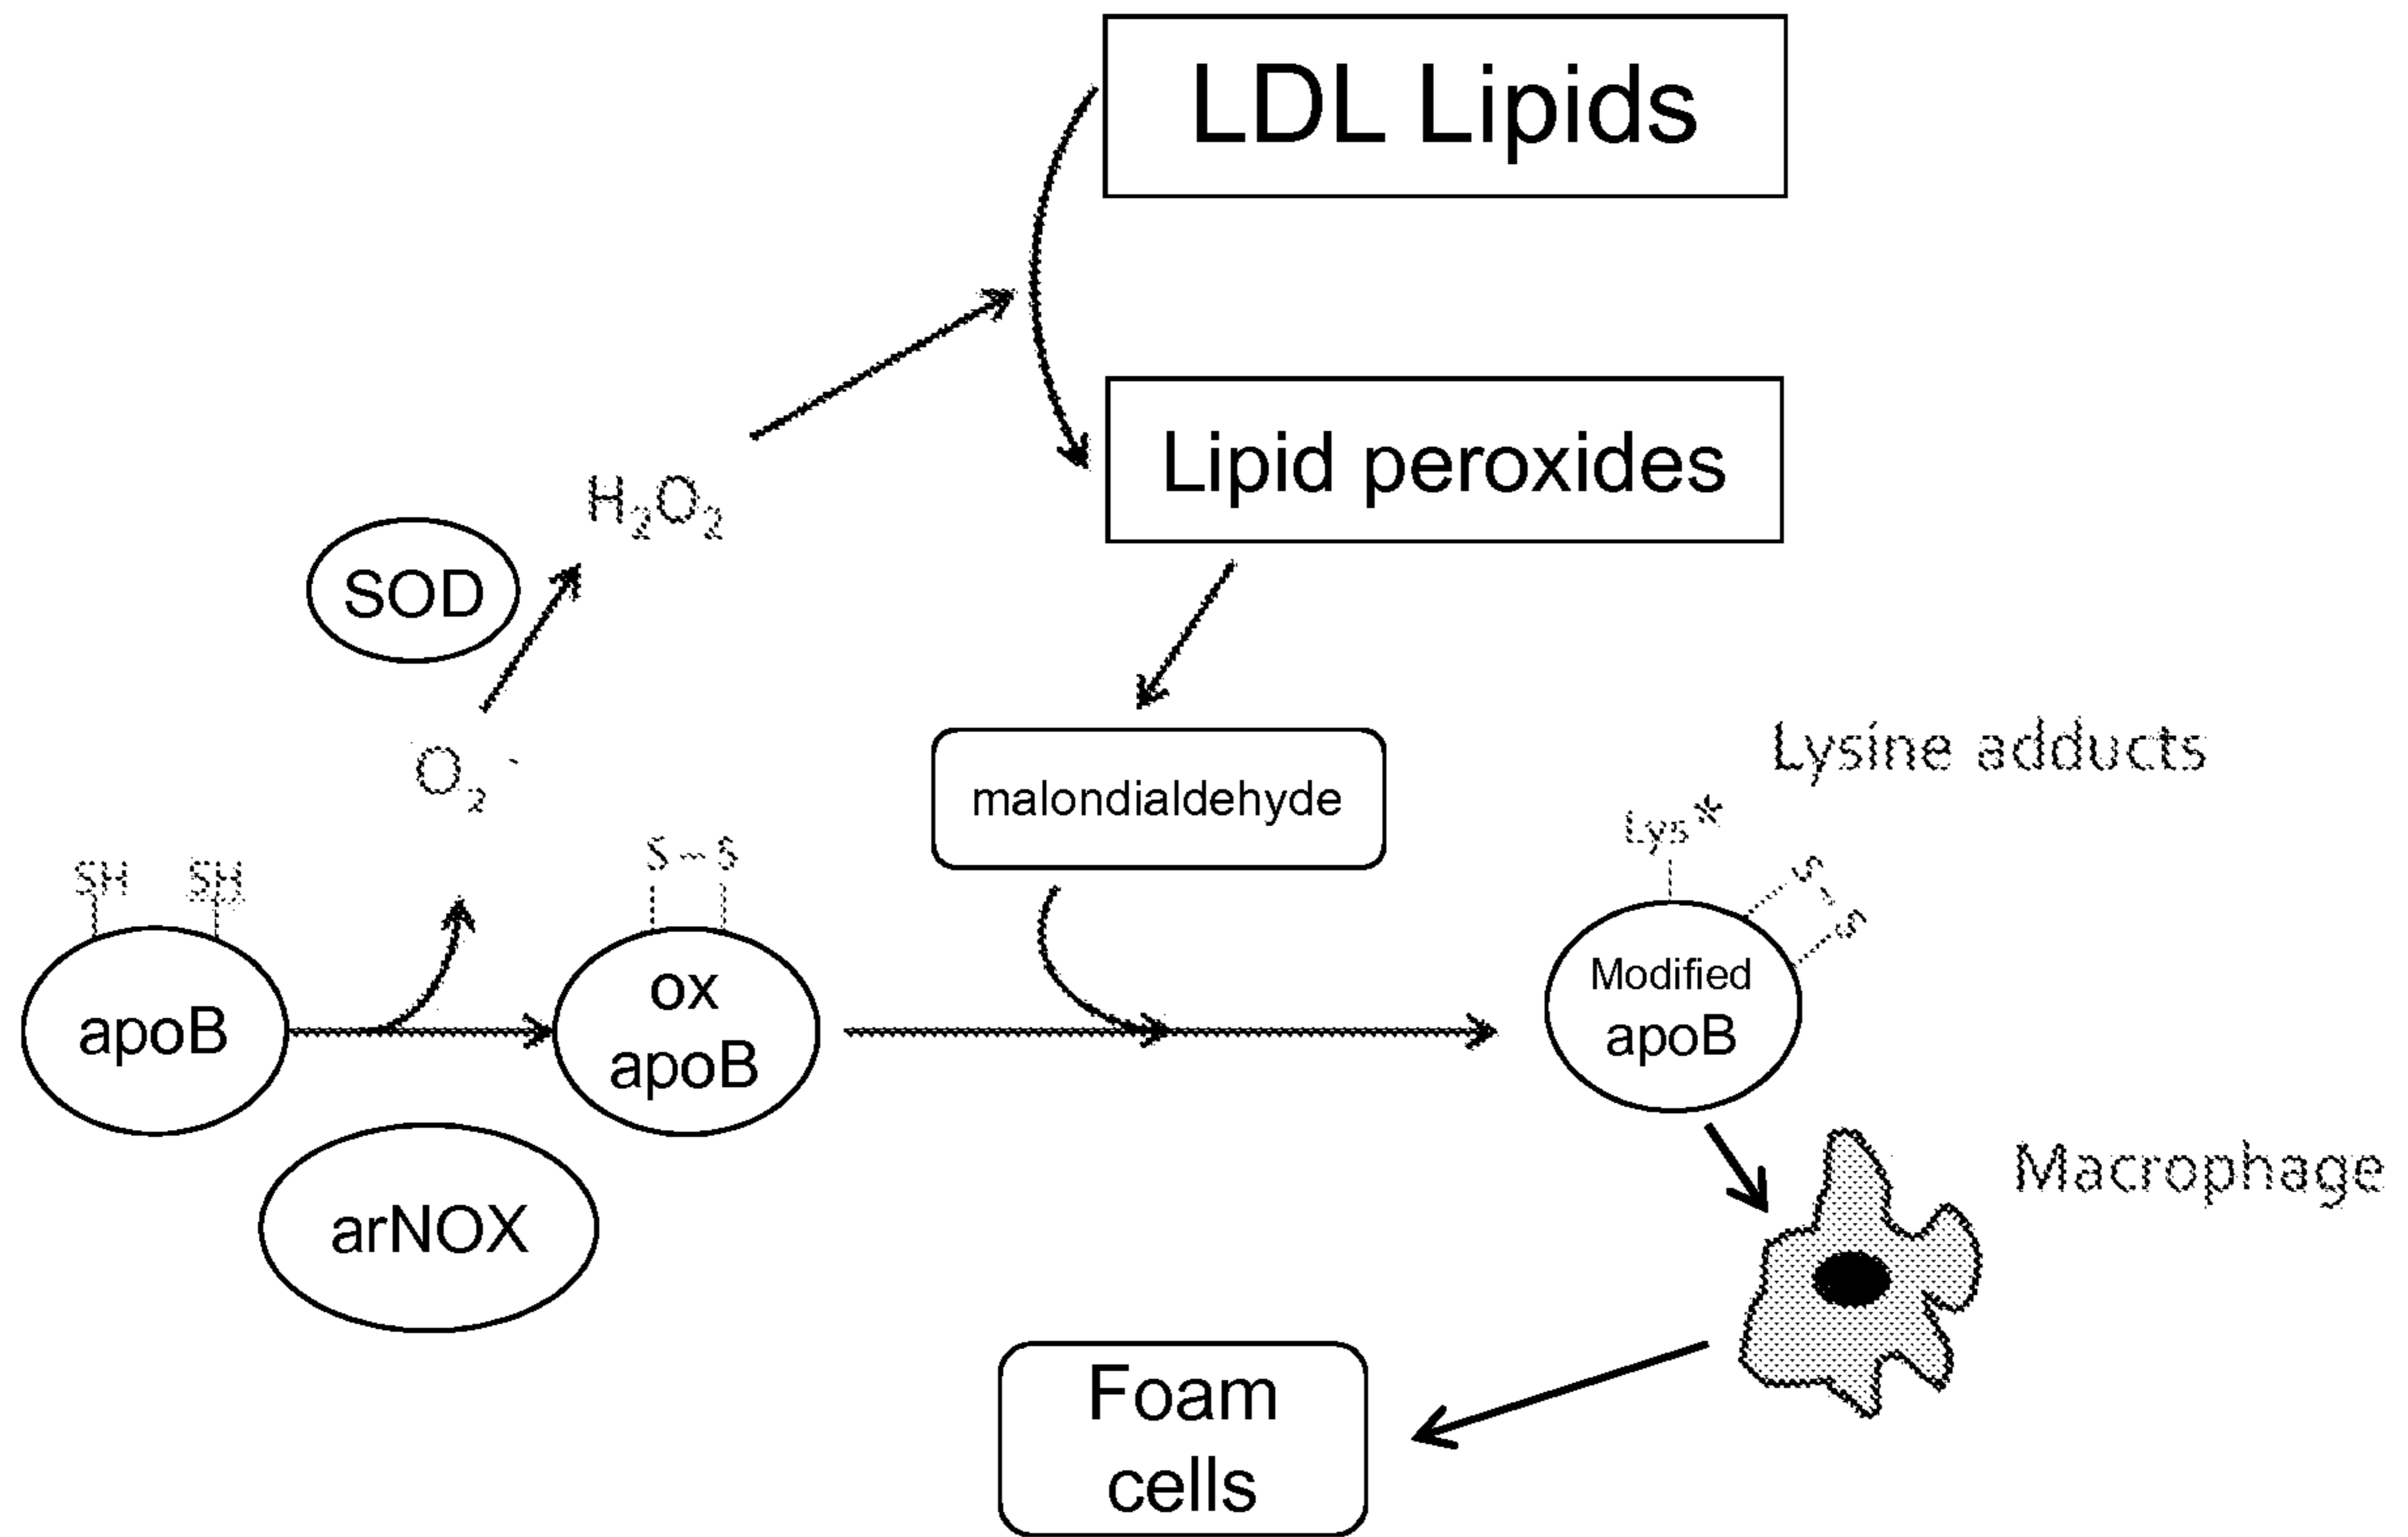 LDL Lipids
Lipid peroxides
H₂O₂
SOD
O₂⁻
malondialdehyde
Lysine adducts
Lys*
SH SH
S – S
S – S
apoB
ox
apoB
Modified
apoB
arNOX
Macrophage
Foam
cells